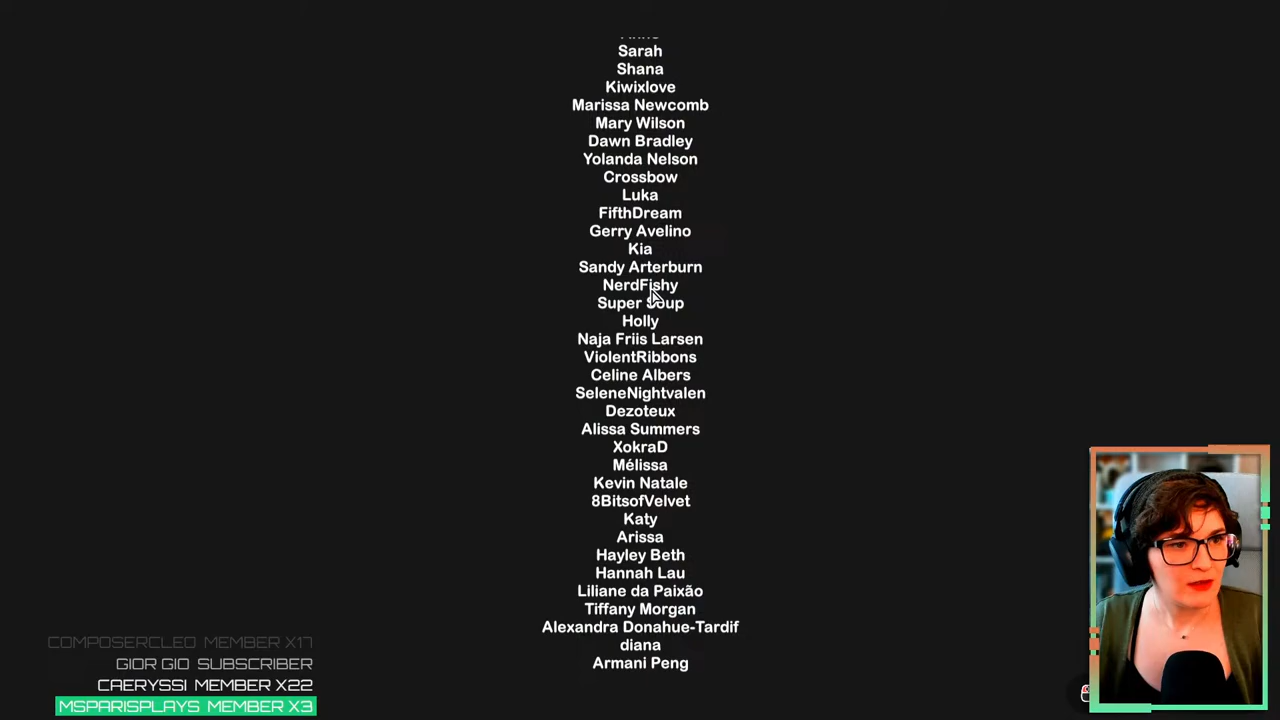 Sarah
Shana
Kiwixlove
Marissa Newcomb
Mary Wilson
Dawn Bradley
Yolanda Nelson
Crossbow
Luka
FifthDream
Gerry Avelino
Kia
Sandy Arterburn
NerdFishy
Super Soup
Holly
Naja Friis Larsen
ViolentRibbons
Celine Albers
SeleneNightvalen
Dezoteux
Alissa Summers
XokraD
Mélissa
Kevin Natale
8BitsofVelvet
Katy
Arissa
Hayley Beth
Hannah Lau
Liliane da Paixão
Tiffany Morgan
Alexandra Donahue-Tardif
diana
Armani Peng
COMPOSERCLEO MEMBER X17
GIOR GIO SUBSCRIBER
CAERYSSI MEMBER X22
MSPARISPLAYS MEMBER X3